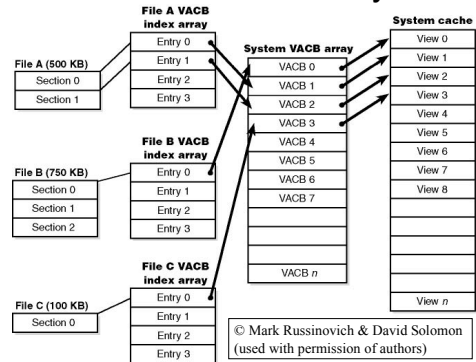 File A VACB
index array
Entry 0
Entry 1
Entry 2
Entry 3
File A (500 KB)
Section 0
Section 1
File B VACB
index array
Entry 0
Entry 1
Entry 2
Entry 3
File B (750 KB)
Section 0
Section 1
Section 2
File C VACB
index array
Entry 0
Entry 1
Entry 2
Entry 3
File C (100 KB)
Section 0
System VACB array
VACB 0
VACB 1
VACB 2
VACB 3
VACB 4
VACB 5
VACB 6
VACB 7
VACB n
System cache
View 0
View 1
View 2
View 3
View 4
View 5
View 6
View 7
View 8
View n
© Mark Russinovich & David Solomon
(used with permission of authors)